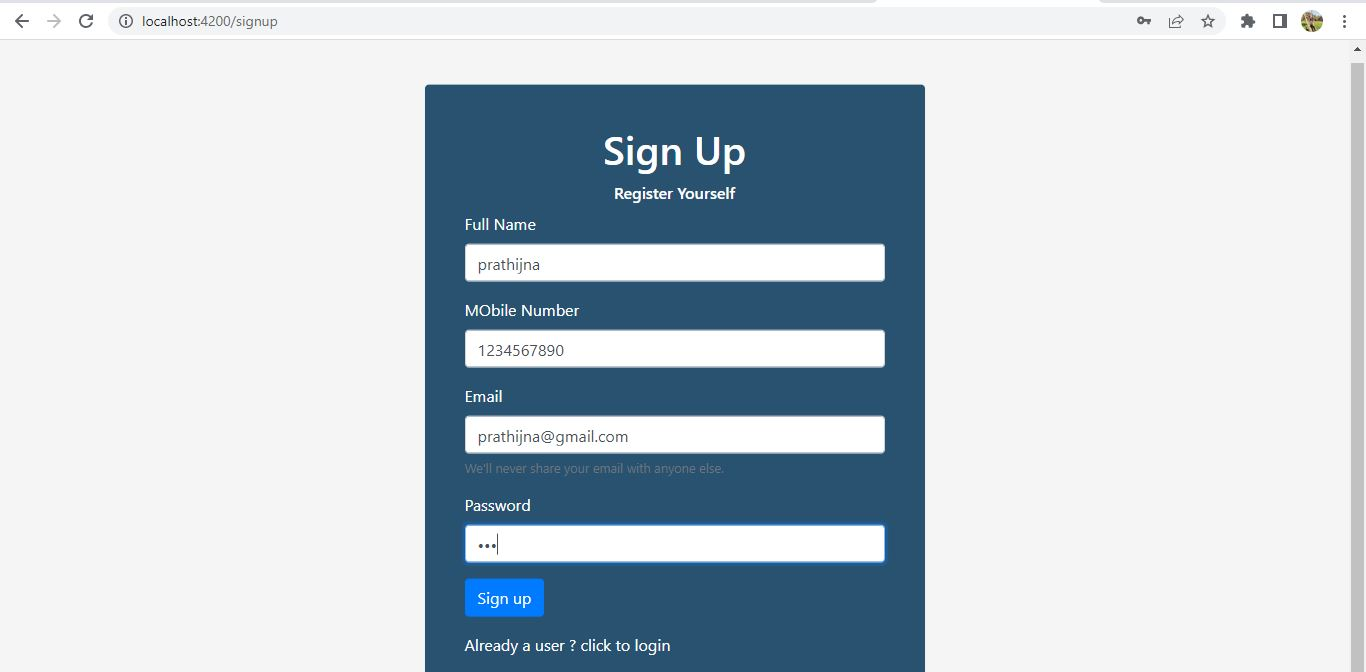 localhost:4200/signup
Sign Up
Register Yourself
Full Name
prathijna
MObile Number
1234567890
Email
prathijna@gmail.com
We'll never share your email with anyone else.
Password
•••
Sign up
Already a user ? click to login